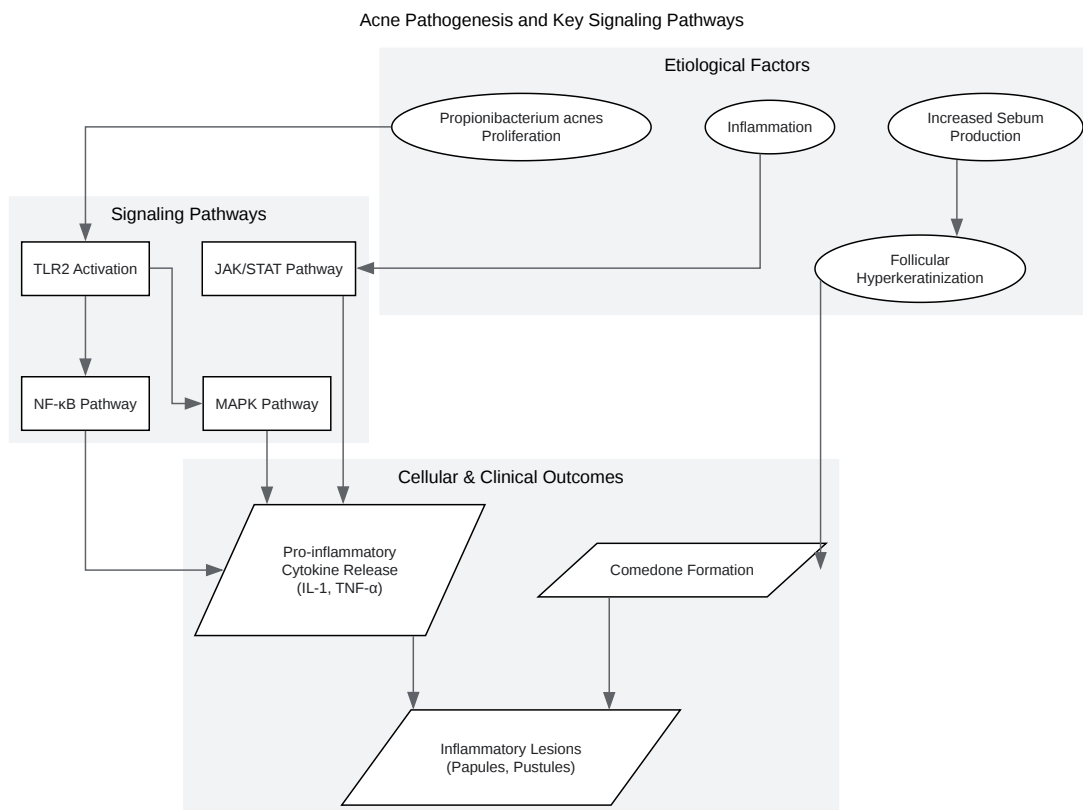 Acne Pathogenesis and Key Signaling Pathways
Etiological Factors
Propionibacterium acnes
Proliferation
Inflammation
Increased Sebum
Production
Signaling Pathways
TLR2 Activation
JAK/STAT Pathway
Follicular
Hyperkeratinization
NF-κB Pathway
MAPK Pathway
Cellular & Clinical Outcomes
Pro-inflammatory
Cytokine Release
(IL-1, TNF-α)
Comedone Formation
Inflammatory Lesions
(Papules, Pustules)